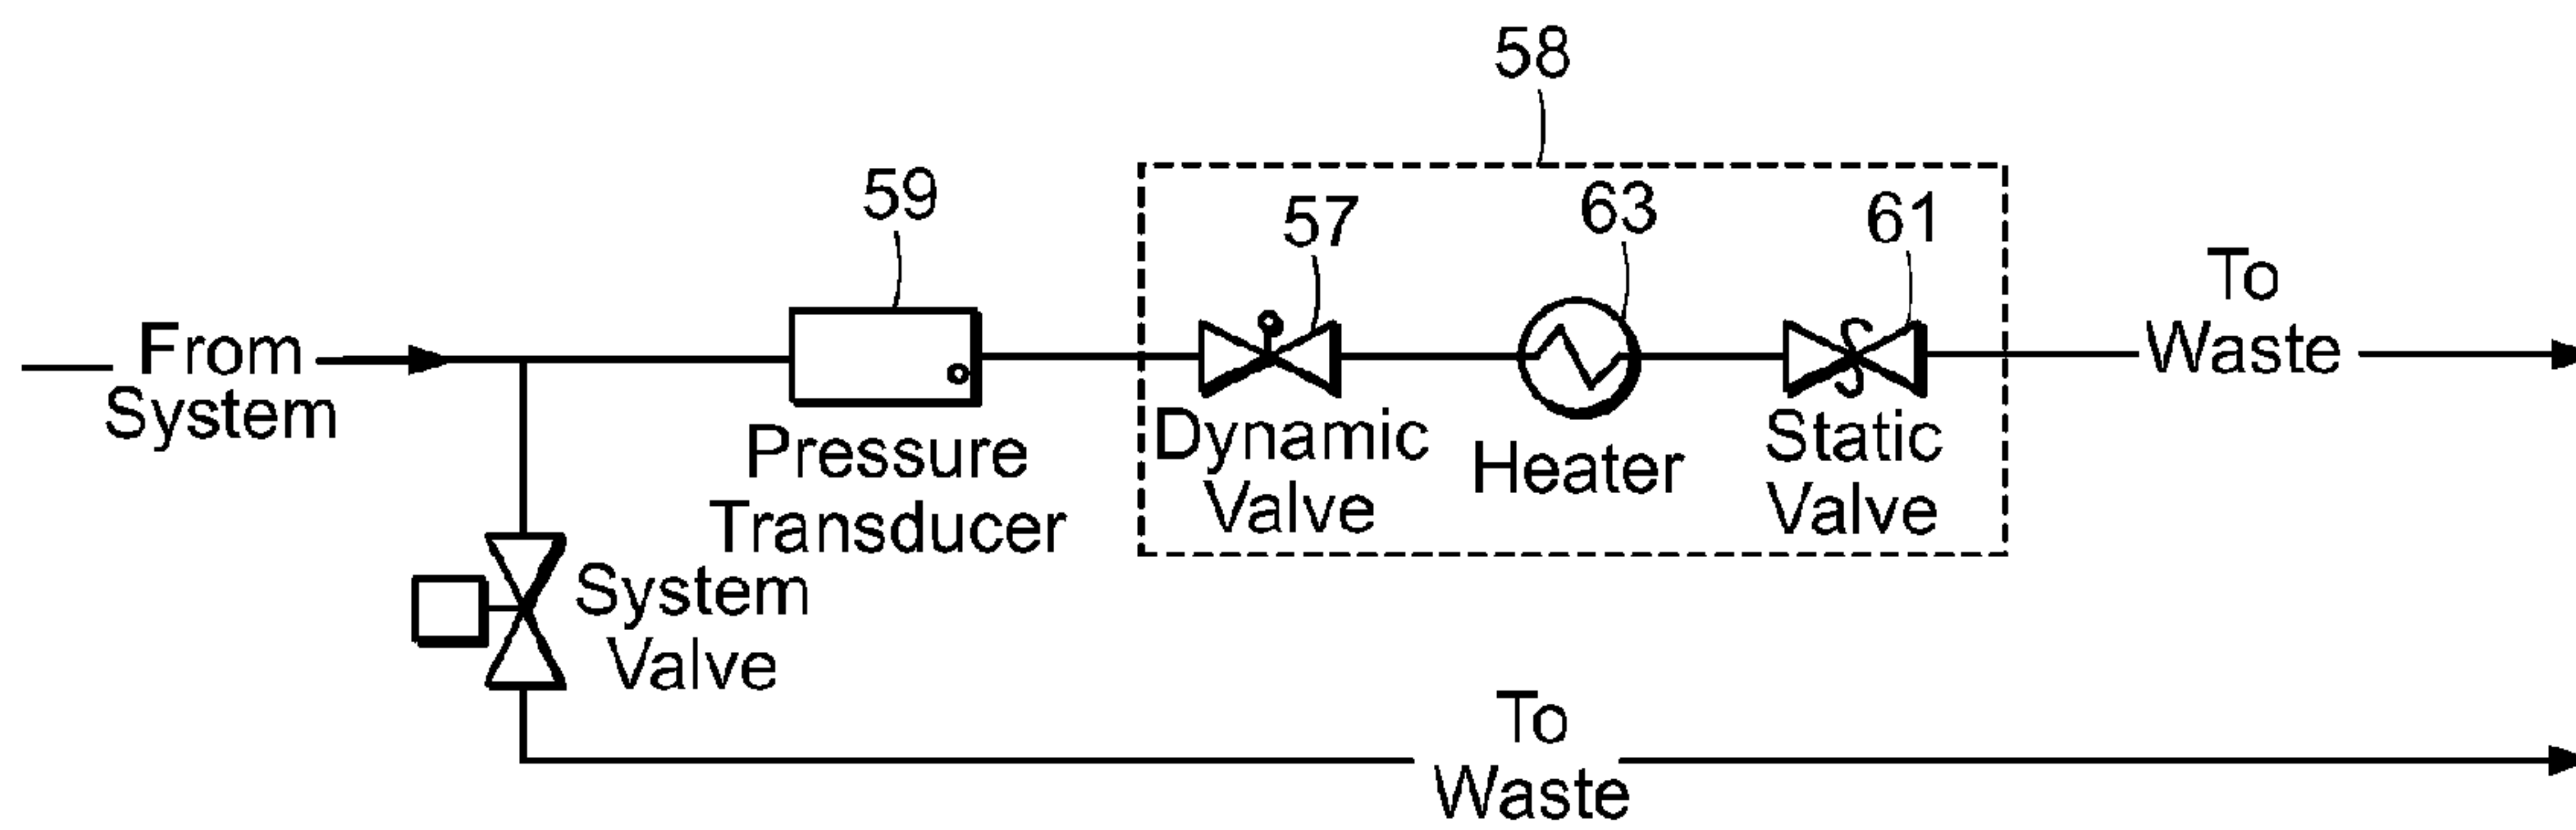 58
59
57
63
61
From
System
Pressure
Transducer
Dynamic
Valve
Heater
Static
Valve
To
Waste
System
Valve
To
Waste